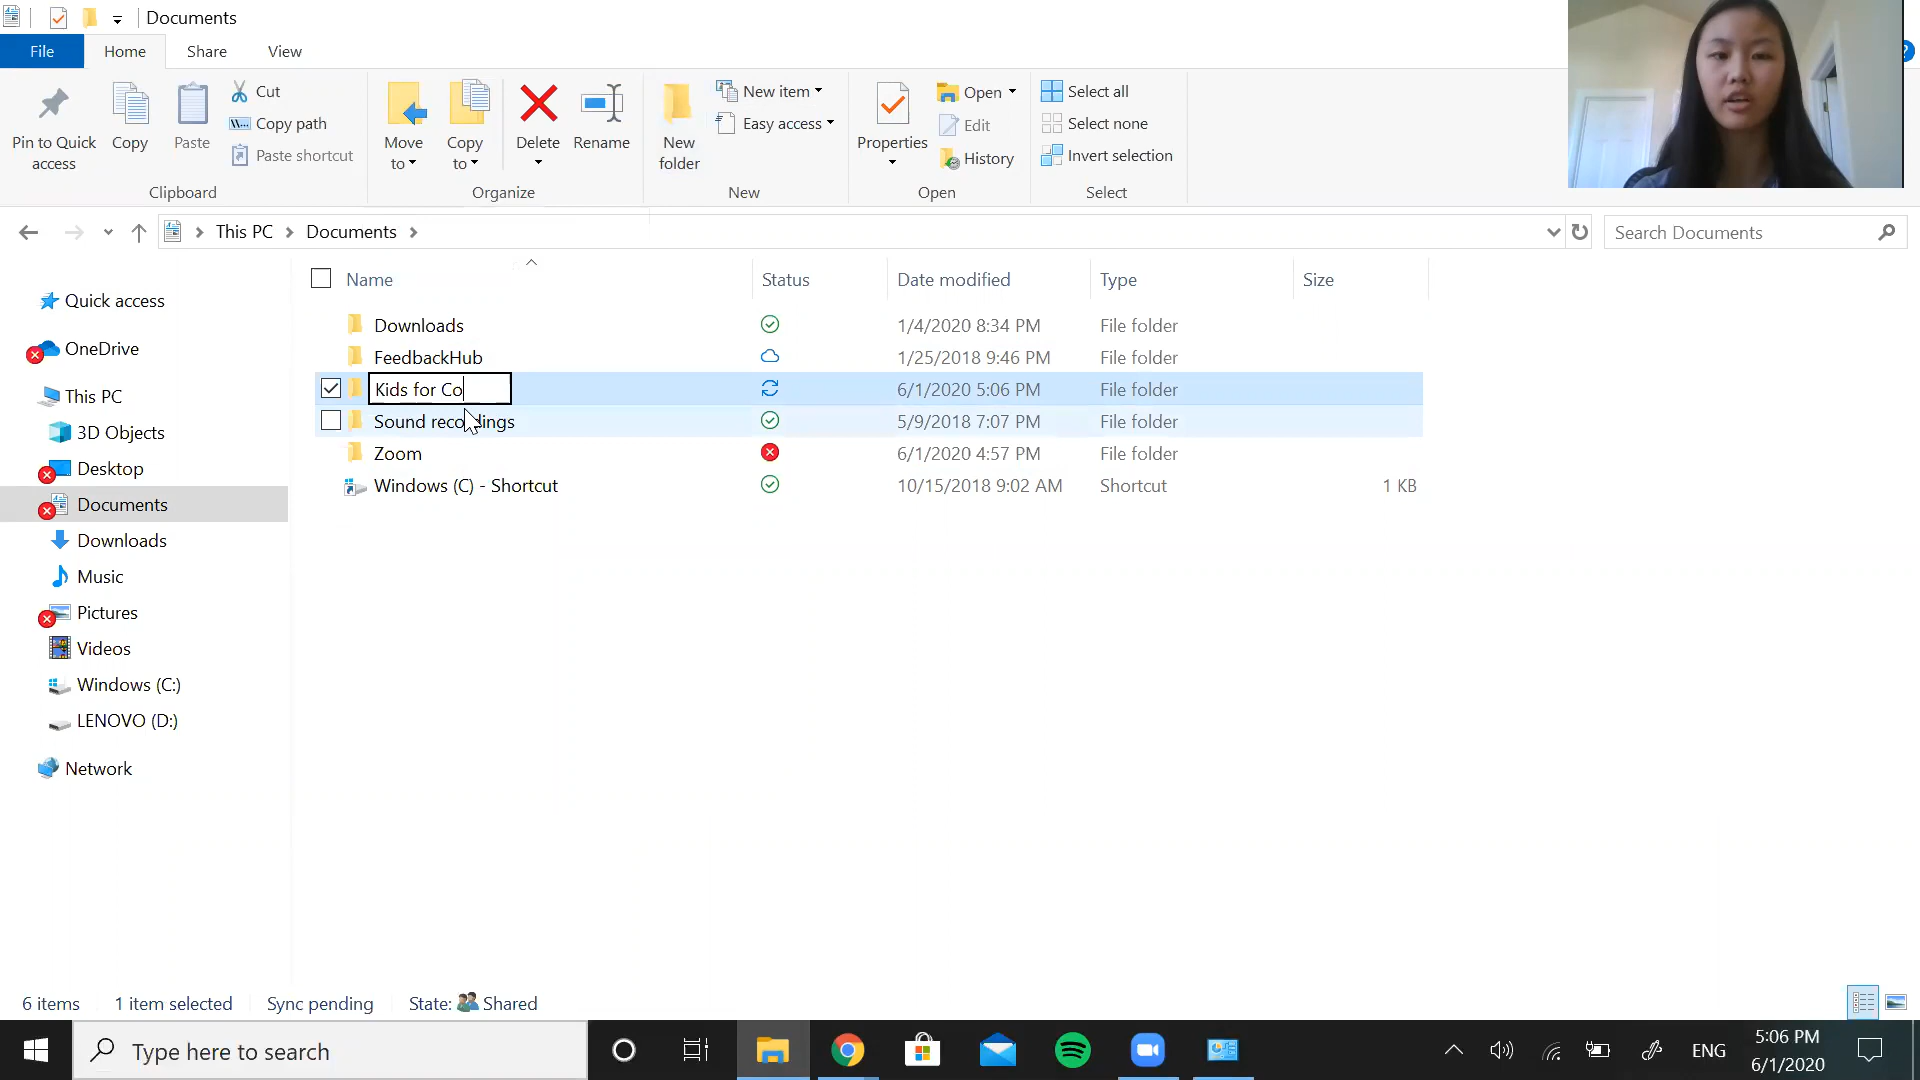 Documents
File Home Share View
Pin to Quick access
Copy
Paste
Cut
Copy path
Paste shortcut
Clipboard
Move to
Copy to
Delete
Rename
Organize
New folder
New item
Easy access
New
Properties
Open
Edit
History
Open
Select all
Select none
Invert selection
Select
This PC Documents
Search Documents
Quick access
OneDrive
This PC
3D Objects
Desktop
Documents
Downloads
Music
Pictures
Videos
Windows (C:)
LENOVO (D:)
Network
Name Status Date modified Type Size
Downloads 1/4/2020 8:34 PM File folder
FeedbackHub 1/25/2018 9:46 PM File folder
Kids for Co 6/1/2020 5:06 PM File folder
Sound recordings 5/9/2018 7:07 PM File folder
Zoom 6/1/2020 4:57 PM File folder
Windows (C) - Shortcut 10/15/2018 9:02 AM Shortcut 1 KB
6 items 1 item selected Sync pending State: Shared
Type here to search
ENG
5:06 PM
6/1/2020